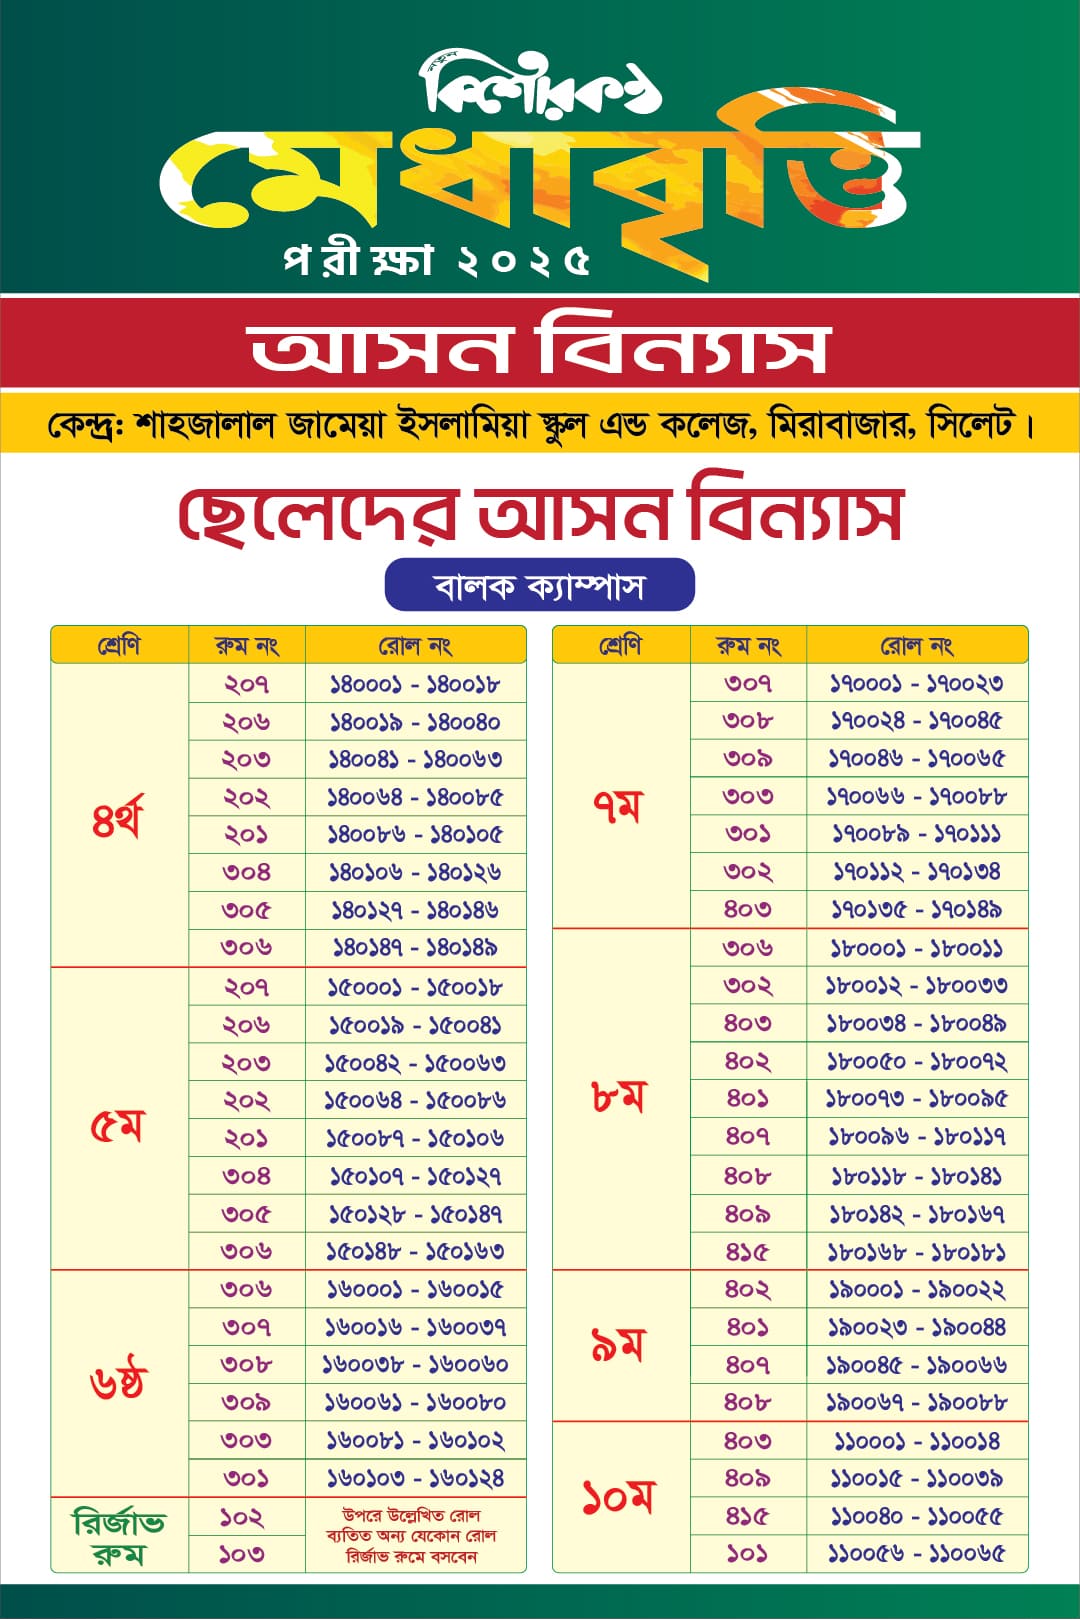 নতুন
কিশোরকণ্ঠ
মেধাবৃত্তি
পরীক্ষা ২০২৫
আসন বিন্যাস
কেন্দ্র: শাহজালাল জামেয়া ইসলামিয়া স্কুল এন্ড কলেজ, মিরাবাজার, সিলেট।
ছেলেদের আসন বিন্যাস
বালক ক্যাম্পাস
শ্রেণি রুম নং রোল নং
৪র্থ
২০৭ ১৪০০০১ - ১৪০০১৮
২০৬ ১৪০০১৯ - ১৪০০৪০
২০৩ ১৪০০৪১ - ১৪০০৬৩
২০২ ১৪০০৬৪ - ১৪০০৮৫
২০১ ১৪০০৮৬ - ১৪০১০৫
৩০৪ ১৪০১০৬ - ১৪০১২৬
৩০৫ ১৪০১২৭ - ১৪০১৪৬
৩০৬ ১৪০১৪৭ - ১৪০১৪৯
৫ম
২০৭ ১৫০০০১ - ১৫০০১৮
২০৬ ১৫০০১৯ - ১৫০০৪১
২০৩ ১৫০০৪২ - ১৫০০৬৩
২০২ ১৫০০৬৪ - ১৫০০৮৬
২০১ ১৫০০৮৭ - ১৫০১০৬
৩০৪ ১৫০১০৭ - ১৫০১২৭
৩০৫ ১৫০১২৮ - ১৫০১৪৭
৩০৬ ১৫০১৪৮ - ১৫০১৬৩
৬ষ্ঠ
৩০৬ ১৬০০০১ - ১৬০০১৫
৩০৭ ১৬০০১৬ - ১৬০০৩৭
৩০৮ ১৬০০৩৮ - ১৬০০৬০
৩০৯ ১৬০০৬১ - ১৬০০৮০
৩০৩ ১৬০০৮১ - ১৬০১০২
৩০১ ১৬০১০৩ - ১৬০১২৪
রির্জাভ
রুম
১০২
১০৩
উপরে উল্লেখিত রোল
ব্যতিত অন্য যেকোন রোল
রির্জাভ রুমে বসবেন
শ্রেণি রুম নং রোল নং
৭ম
৩০৭ ১৭০০০১ - ১৭০০২৩
৩০৮ ১৭০০২৪ - ১৭০০৪৫
৩০৯ ১৭০০৪৬ - ১৭০০৬৫
৩০৩ ১৭০০৬৬ - ১৭০০৮৮
৩০১ ১৭০০৮৯ - ১৭০১১১
৩০২ ১৭০১১২ - ১৭০১৩৪
৪০৩ ১৭০১৩৫ - ১৭০১৪৯
৮ম
৩০৬ ১৮০০০১ - ১৮০০১১
৩০২ ১৮০০১২ - ১৮০০৩৩
৪০৩ ১৮০০৩৪ - ১৮০০৪৯
৪০২ ১৮০০৫০ - ১৮০০৭২
৪০১ ১৮০০৭৩ - ১৮০০৯৫
৪০৭ ১৮০০৯৬ - ১৮০১১৭
৪০৮ ১৮০১১৮ - ১৮০১৪১
৪০৯ ১৮০১৪২ - ১৮০১৬৭
৪১৫ ১৮০১৬৮ - ১৮০১৮১
৯ম
৪০২ ১৯০০০১ - ১৯০০২২
৪০১ ১৯০০২৩ - ১৯০০৪৪
৪০৭ ১৯০০৪৫ - ১৯০০৬৬
৪০৮ ১৯০০৬৭ - ১৯০০৮৮
১০ম
৪০৩ ১১০০০১ - ১১০০১৪
৪০৯ ১১০০১৫ - ১১০০৩৯
৪১৫ ১১০০৪০ - ১১০০৫৫
১০১ ১১০০৫৬ - ১১০০৬৫